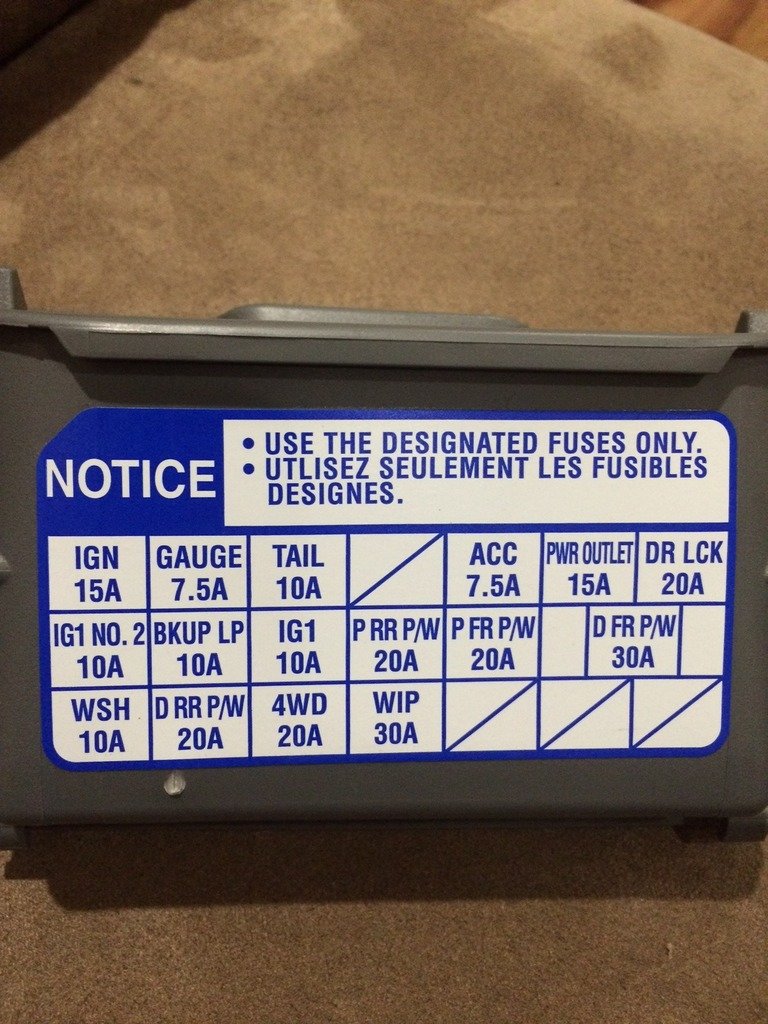 NOTICE
• USE THE DESIGNATED FUSES ONLY.
• UTLISEZ SEULEMENT LES FUSIBLES
DESIGNES.
IGN GAUGE TAIL ACC PWR OUTLET DR LCK
15A 7.5A 10A 7.5A 15A 20A
IG1 NO. 2 BKUP LP IG1 P RR P/W P FR P/W D FR P/W
10A 10A 10A 20A 20A 30A
WSH D RR P/W 4WD WIP
10A 20A 20A 30A